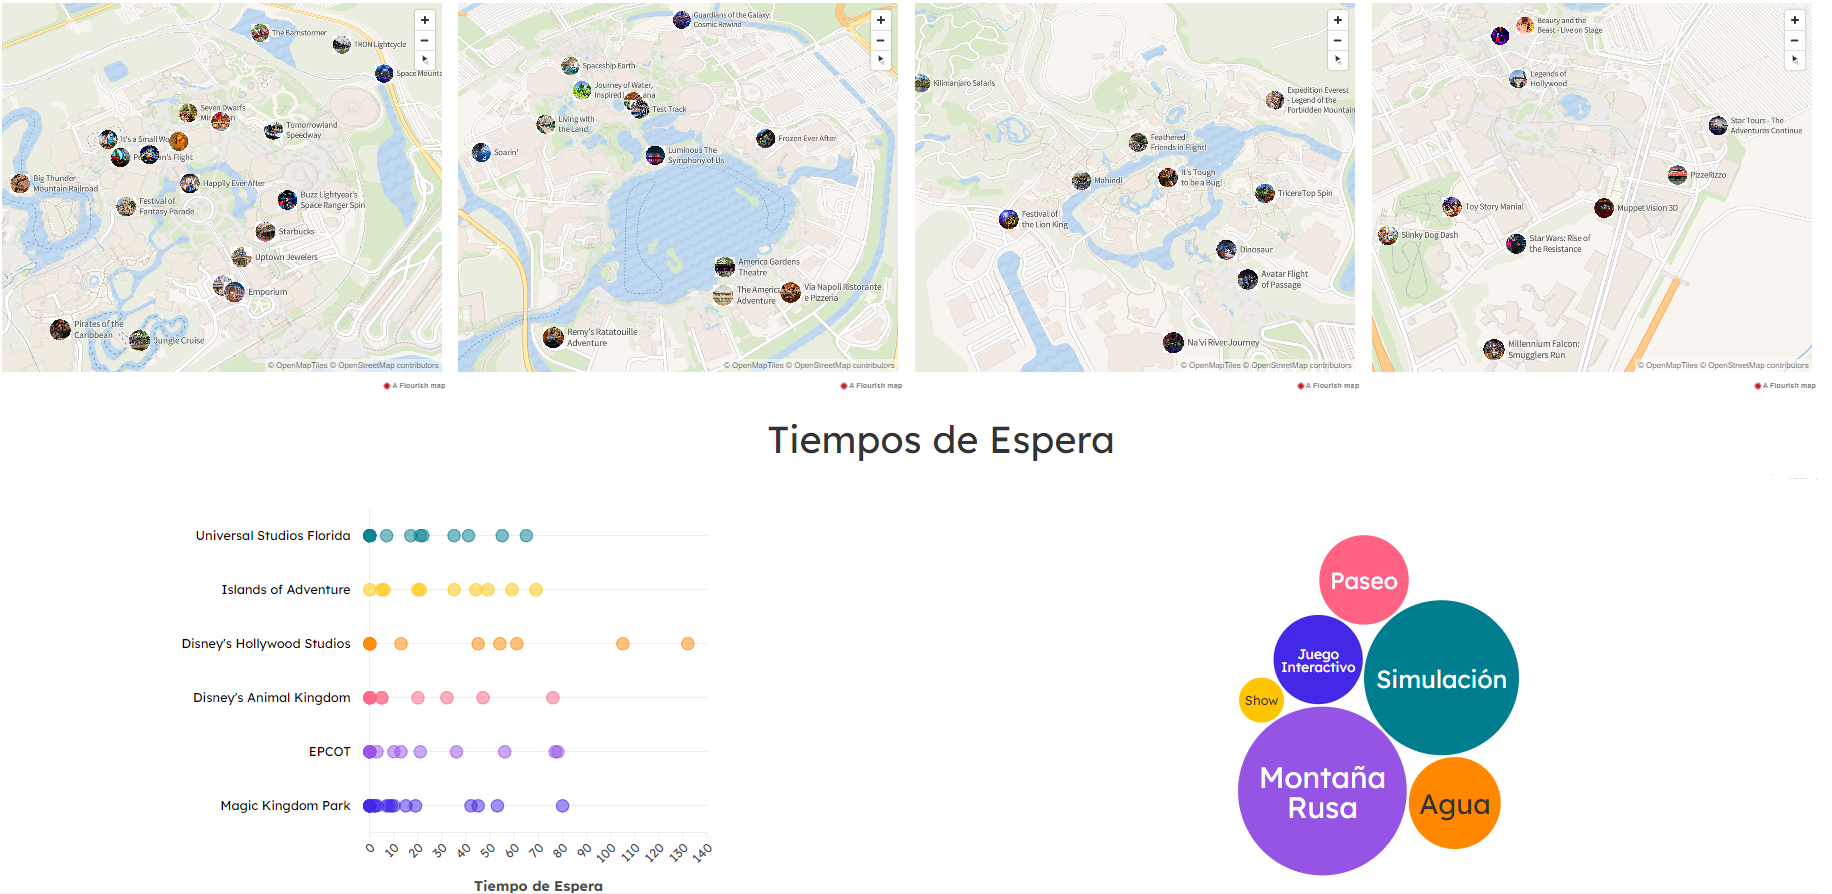 The Barnstormer
TRON Lightcycle
Space Mounta
Seven Dwarfs
Tomorrowland
Speedway
It's a Small Wo
Pe an's Flight
Big Thunder
Mountain Railroad
Happily Ever After
Buzz Lightyear's
Space Ranger Spin
Festival of
Fantasy Parade
Starbucks
Uptown Jewelers
Emporium
Pirates of the
Caribbean
Jungle Cruise
© OpenMapTiles © OpenStreetMap contributors
A Flourish map
Guardians of the Galaxy:
Cosmic Rewind
Spaceship Earth
Journey of Water,
Inspired ana
Test Track
Living with
the Land
Frozen Ever After
Soarin'
Luminous The
Symphony of Us
America Gardens
Theatre
The Americ
Adventure
Via Napoli Ristorante
e Pizzeria
Remy's Ratatouille
Adventure
© OpenMapTiles © OpenStreetMap contributors
A Flourish map
Kilimanjaro Safaris
Expedition Everest
- Legend of the
Forbidden Mountain
Feathered
Friends in Flight!
Mahindi
It's Tough
to be a Bug!
TriceraTop Spin
Festival of
the Lion King
Dinosaur
Avatar Flight
of Passage
Na'vi River Journey
© OpenMapTiles © OpenStreetMap contributors
A Flourish map
Beauty and the
Beast - Live on Stage
Legends of
Hollywood
Star Tours - The
Adventures Continue
PizzeRizzo
Toy Story Mania!
Muppet Vision 3D
Slinky Dog Dash
Star Wars: Rise of
the Resistance
Millennium Falcon:
Smugglers Run
© OpenMapTiles © OpenStreetMap contributors
A Flourish map
Tiempos de Espera
Universal Studios Florida
Islands of Adventure
Disney's Hollywood Studios
Disney's Animal Kingdom
EPCOT
Magic Kingdom Park
0 10 20 30 40 50 60 70 80 90 100 110 120 130 140
Tiempo de Espera
Paseo
Juego
Interactivo
Simulación
Show
Montaña
Rusa
Agua